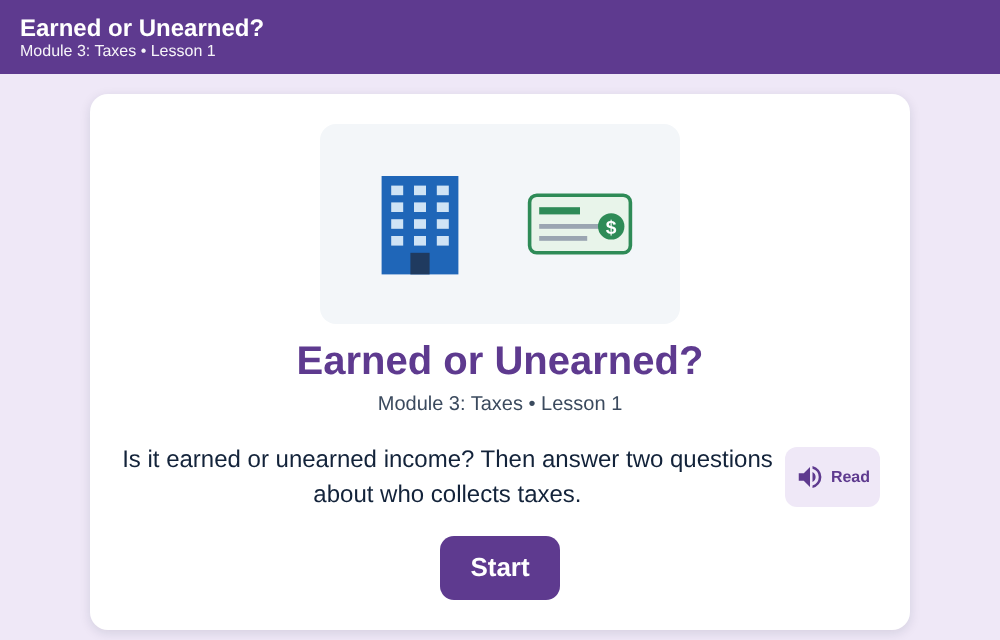 Earned or Unearned?
Module 3: Taxes • Lesson 1
$
Earned or Unearned?
Module 3: Taxes • Lesson 1
Is it earned or unearned income? Then answer two questions
about who collects taxes.
Read
Start